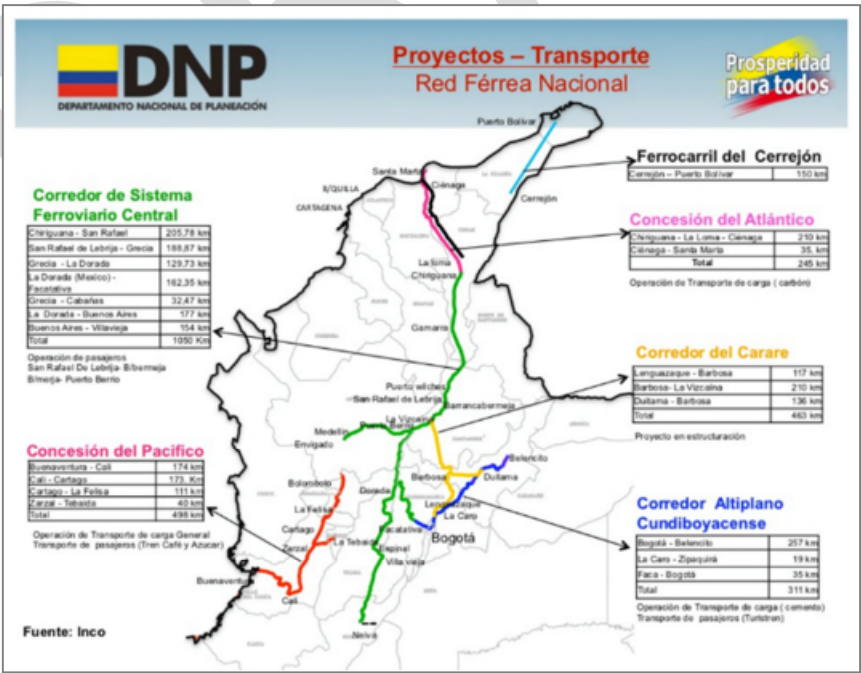 DNP
DEPARTAMENTO NACIONAL DE PLANEACIÓN
Proyectos – Transporte
Red Férrea Nacional
Prosperidad
para todos
Corredor de Sistema
Ferroviario Central
Chiriguana - San Rafael 205,78 km
San Rafael de Lebrija - Grecia 188,87 km
Grecia - La Dorada 129,73 km
La Dorada (Mexico) -
Facatativa 162,35 km
Grecia - Cabañas 32,47 km
La Dorada - Buenos Aires 177 km
Buenos Aires - Villavieja 154 km
Total 1050 Km
Operación de pasajeros
San Rafael De Lebrija- B/bermeja
B/merja- Puerto Berrio
Concesión del Pacifico
Buenaventura - Cali 174 km
Cali - Cartago 173. Km
Cartago - La Felisa 111 km
Zarzal - Tebaida 40 km
Total 498 km
Operación de Transporte de carga General
Transporte de pasajeros (Tren Café y Azucar)
Fuente: Inco
Puerto Bolivar
Santa Marta
Ciénaga
B/QUILLA
CARTAGENA
Cerrejón
La loma
Chiriguana
Gamarra
Puerto wilches
San Rafael de Lebrija
Barrancabermeja
La Vizcaina
Puerto Berrio
Medellin
Envigado
Bolombolo
La Felisa
Cartago
Zarzal
La Tebaida
Buenaventura
Cali
Dorada
Barbosa
Belencito
Duitama
Lenguazaque
La Caro
Facatativa
Bogotá
Espinal
Villa vieja
Neiva
Ferrocarril del Cerrejón
Cerrejón – Puerto Bolivar 150 km
Concesión del Atlántico
Chiriguana - La Loma - Ciénaga 210 km
Ciénaga - Santa Marta 35. km
Total 245 km
Operación de Transporte de carga ( carbón)
Corredor del Carare
Lenguazaque - Barbosa 117 km
Barbosa- La Vizcaina 210 km
Duitama - Barbosa 136 km
Total 463 km
Proyecto en estructuración
Corredor Altiplano
Cundiboyacense
Bogotá - Belencito 257 km
La Caro - Zipaquirá 19 km
Faca - Bogotá 35 km
Total 311 km
Operación de Transporte de carga ( cemento)
Transporte de pasajeros (Turistren)